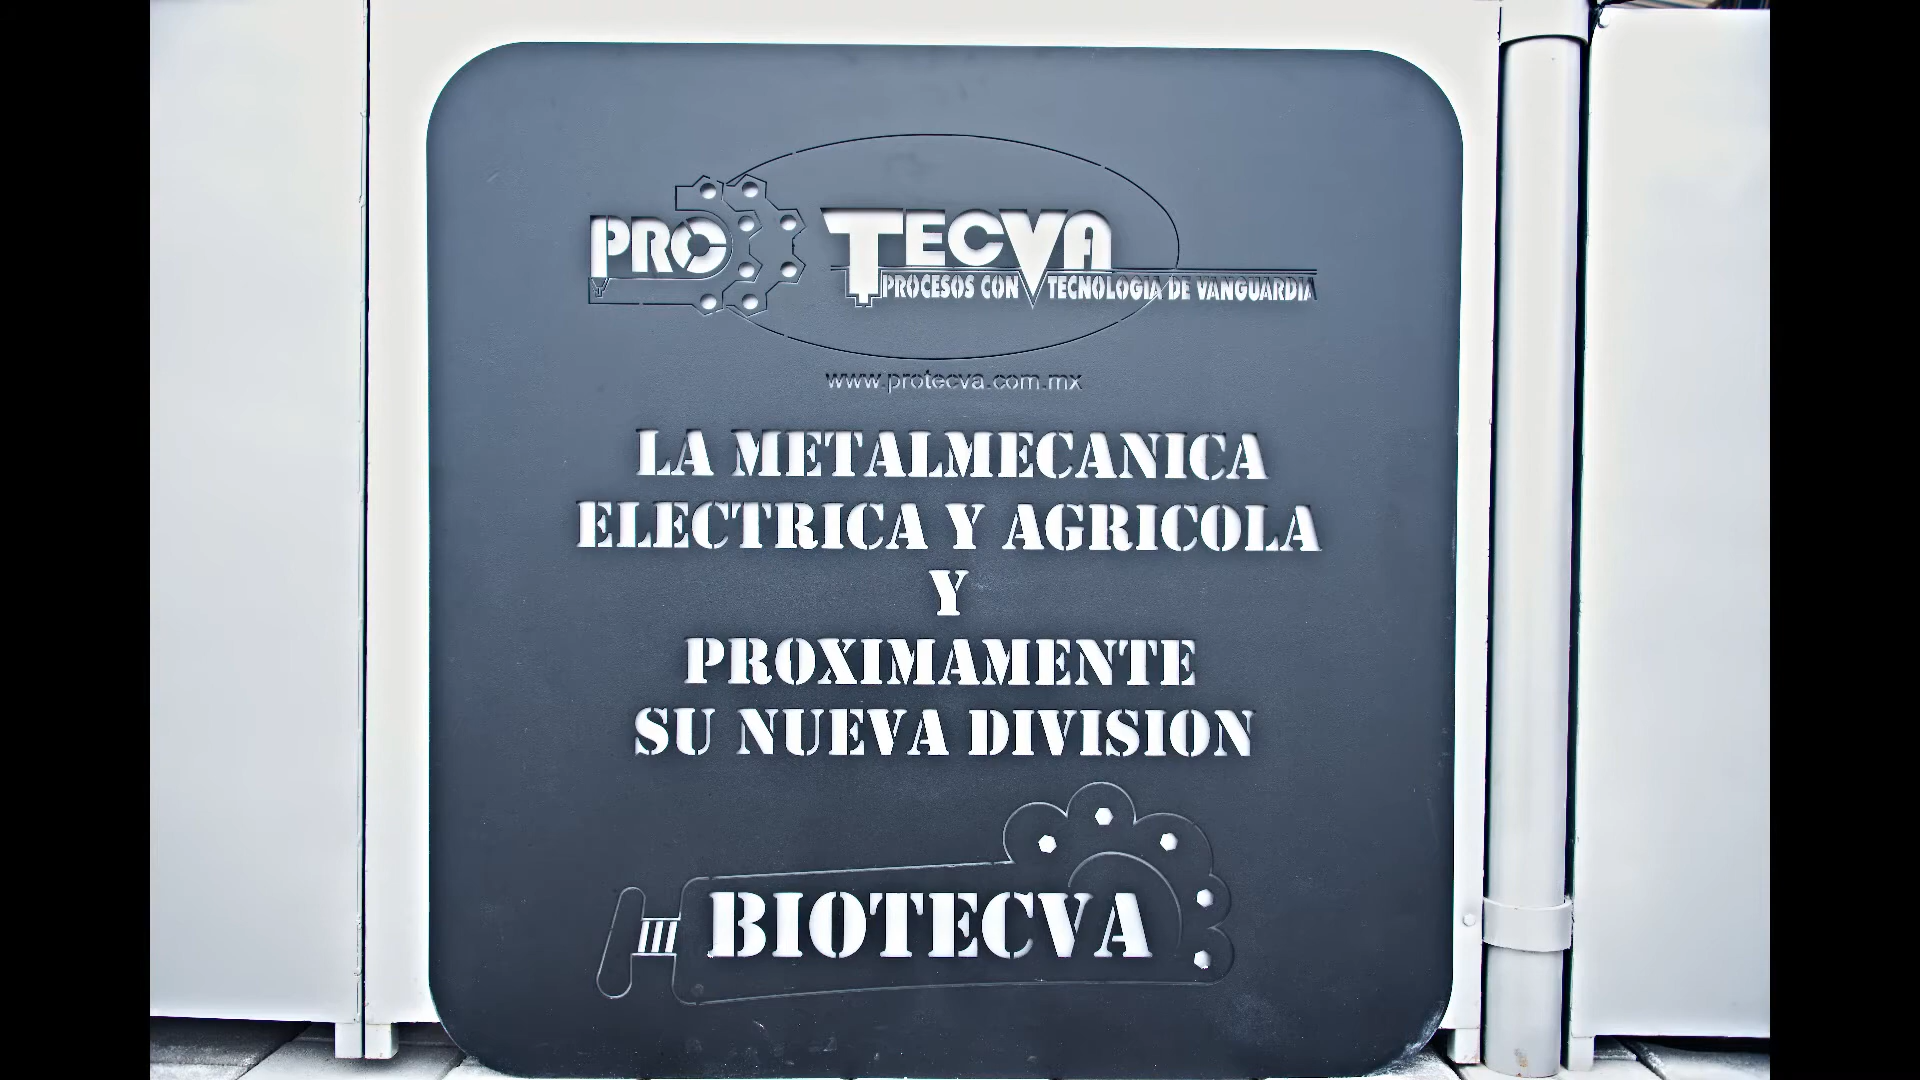 PRO TECVA
PROCESOS CON TECNOLOGIA DE VANGUARDIA
www.protecva.com.mx
LA METALMECANICA
ELECTRICA Y AGRICOLA
Y
PROXIMAMENTE
SU NUEVA DIVISION
BIOTECVA